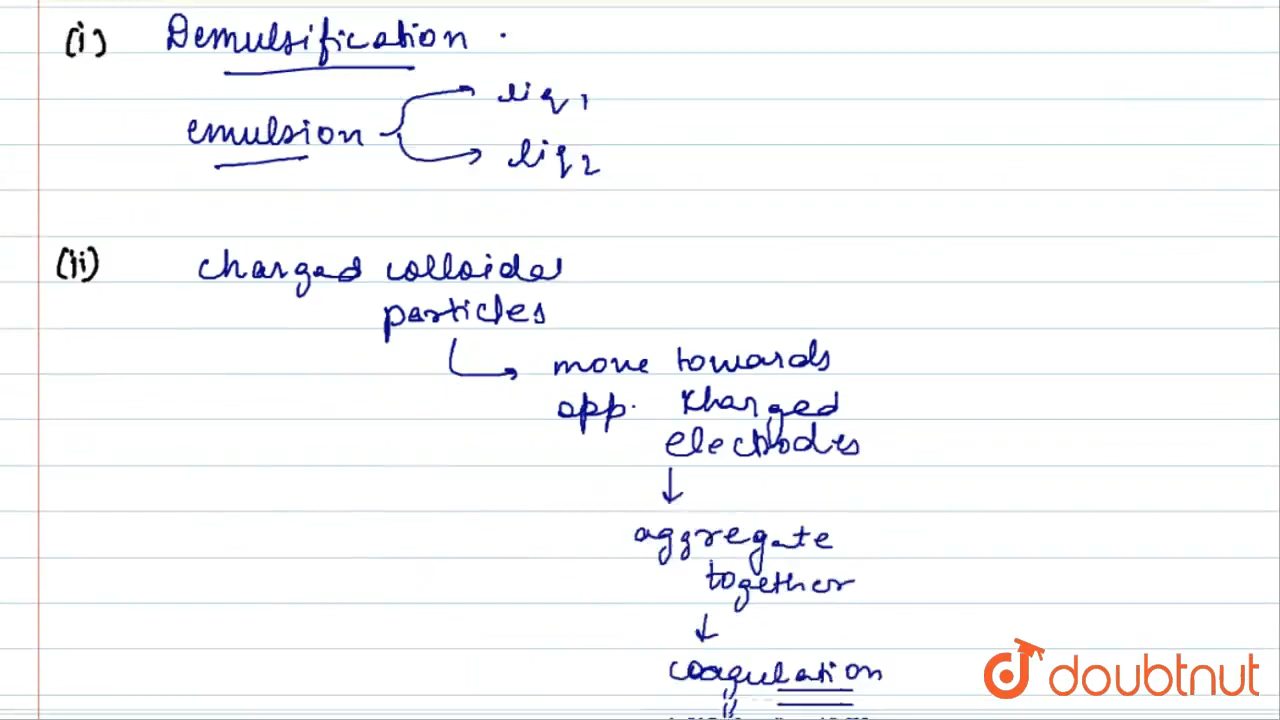 (i) Demulsification .
liq 1
emulsion
liq 2
(ii) charged colloidal
particles
move towards
opp. charged
electrodes
aggregate
together
coagulation
doubtnut